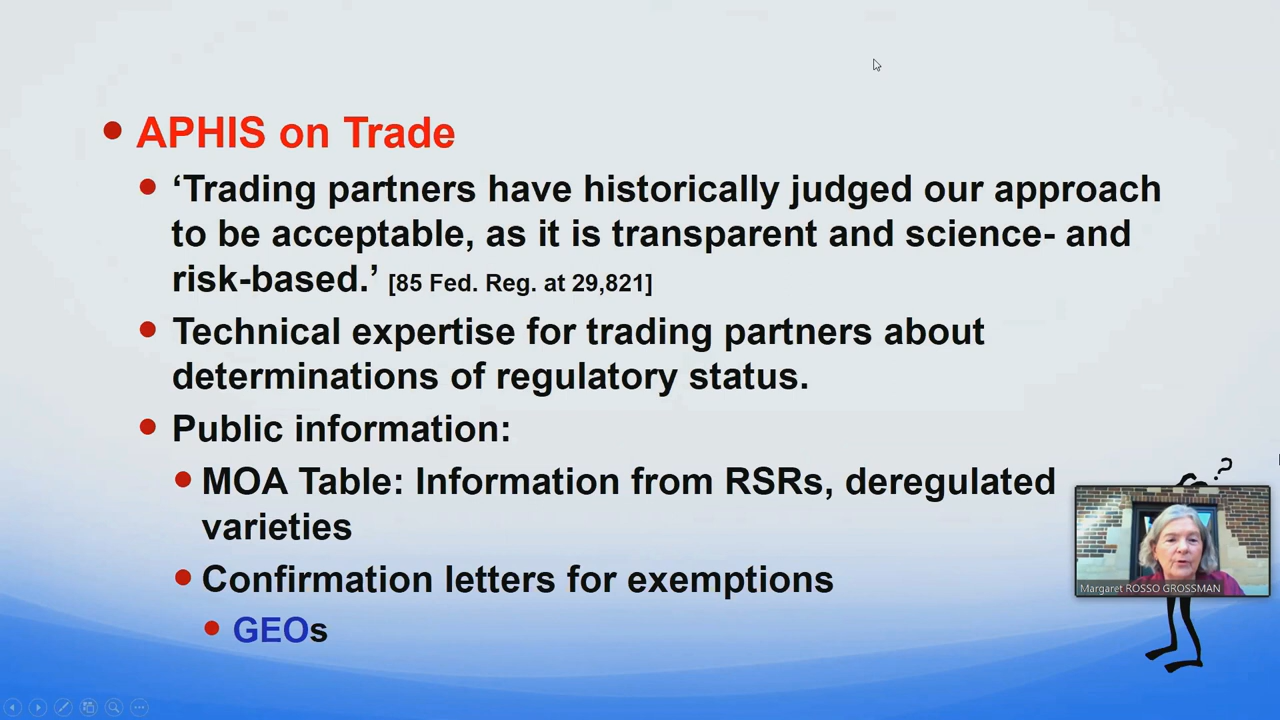 APHIS on Trade
‘Trading partners have historically judged our approach
to be acceptable, as it is transparent and science- and
risk-based.’ [85 Fed. Reg. at 29,821]
Technical expertise for trading partners about
determinations of regulatory status.
Public information:
MOA Table: Information from RSRs, deregulated
varieties
?
Confirmation letters for exemptions
Margaret ROSSO GROSSMAN
GEOs